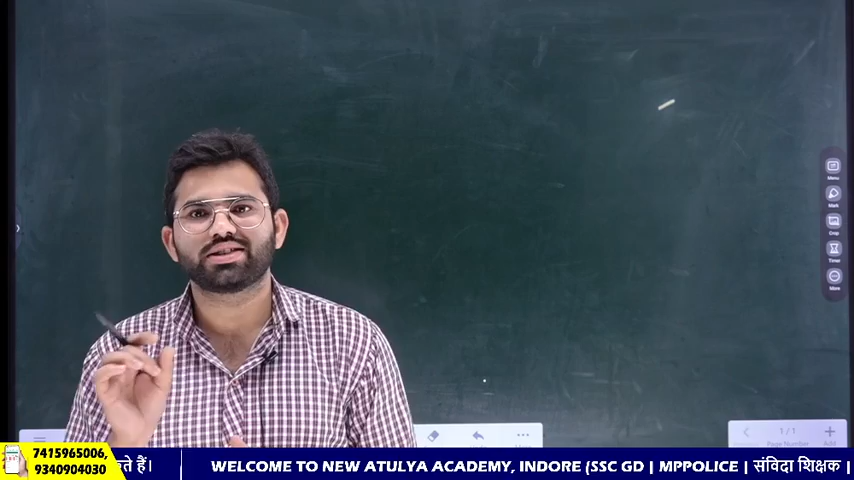 Menu
Mark
Crop
Timer
More
1/1
Page Number
Add
7415965006,
9340904030
ते हैं।
WELCOME TO NEW ATULYA ACADEMY, INDORE (SSC GD | MPPOLICE | संविदा शिक्षक |